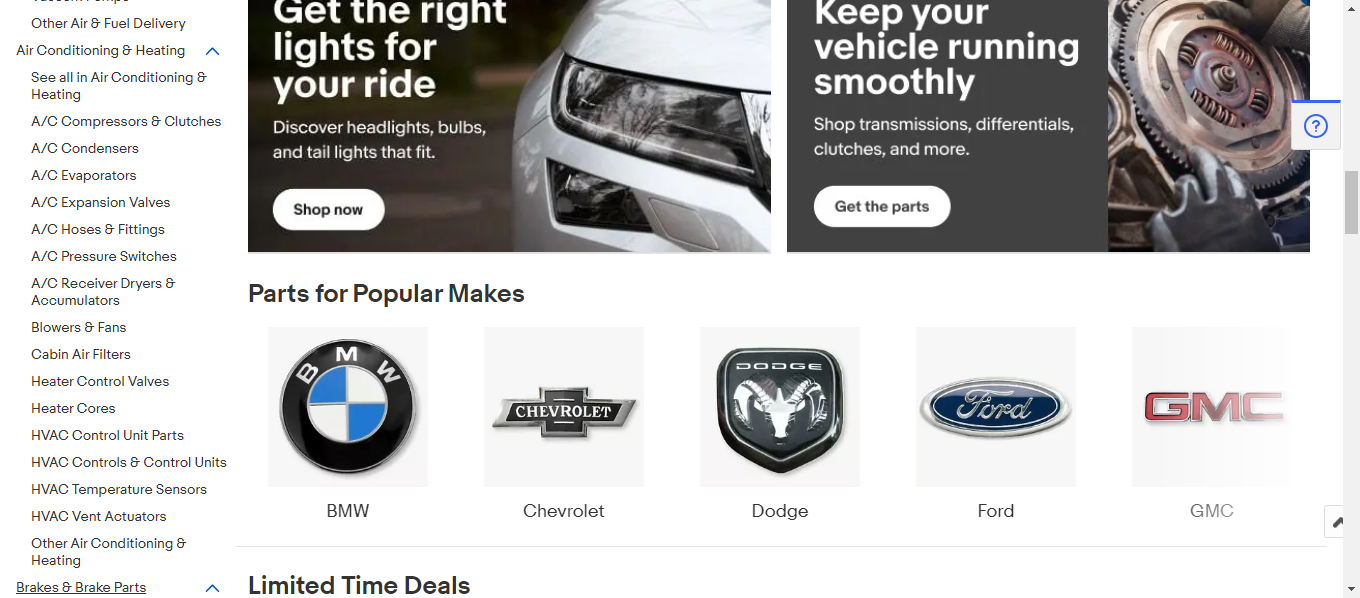 Other Air & Fuel Delivery
Air Conditioning & Heating
See all in Air Conditioning &
Heating
A/C Compressors & Clutches
A/C Condensers
A/C Evaporators
A/C Expansion Valves
A/C Hoses & Fittings
A/C Pressure Switches
A/C Receiver Dryers &
Accumulators
Blowers & Fans
Cabin Air Filters
Heater Control Valves
Heater Cores
HVAC Control Unit Parts
HVAC Controls & Control Units
HVAC Temperature Sensors
HVAC Vent Actuators
Other Air Conditioning &
Heating
Brakes & Brake Parts
Get the right
lights for
your ride
Discover headlights, bulbs,
and tail lights that fit.
Shop now
Keep your
vehicle running
smoothly
Shop transmissions, differentials,
clutches, and more.
Get the parts
?
Parts for Popular Makes
BMW
CHEVROLET
DODGE
Ford
GMC
BMW
Chevrolet
Dodge
Ford
GMC
Limited Time Deals